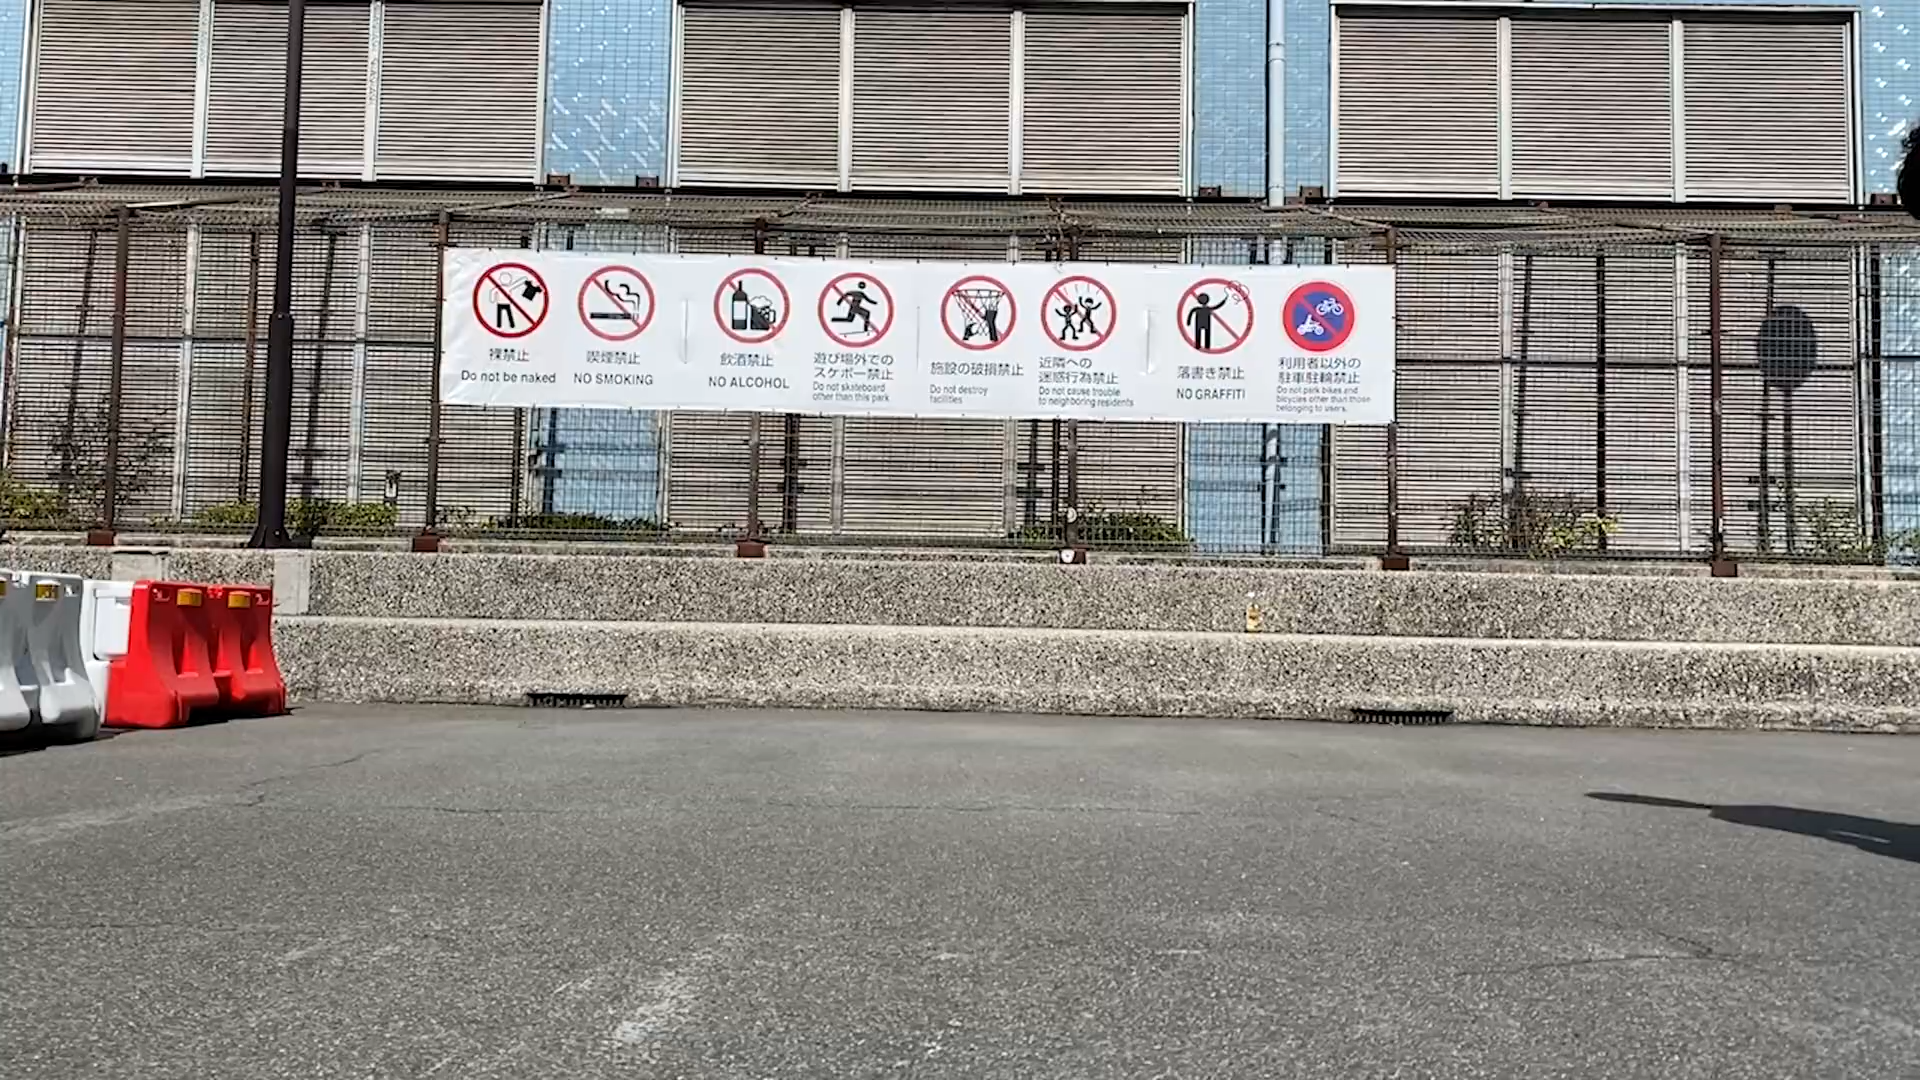 裸禁止
Do not be naked
喫煙禁止
NO SMOKING
飲酒禁止
NO ALCOHOL
遊び場外での
スケボー禁止
Do not skateboard
other than this park
施設の破損禁止
Do not destroy
facilities
近隣への
迷惑行為禁止
Do not cause trouble
to neighboring residents
落書き禁止
NO GRAFFITI
利用者以外の
駐車駐輪禁止
Do not park bikes and
bicycles other than those
belonging to users.